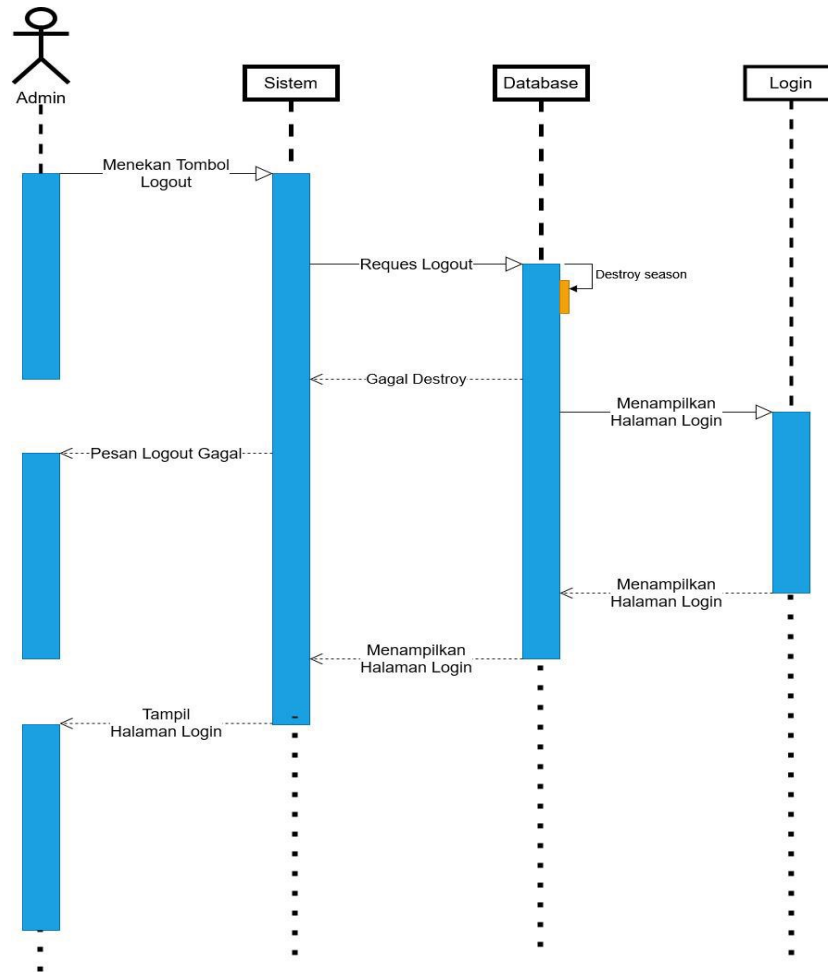 Admin
Sistem
Database
Login
Menekan Tombol
Logout
Reques Logout
Destroy season
Gagal Destroy
Menampilkan
Halaman Login
Pesan Logout Gagal
Menampilkan
Halaman Login
Menampilkan
Halaman Login
Tampil
Halaman Login